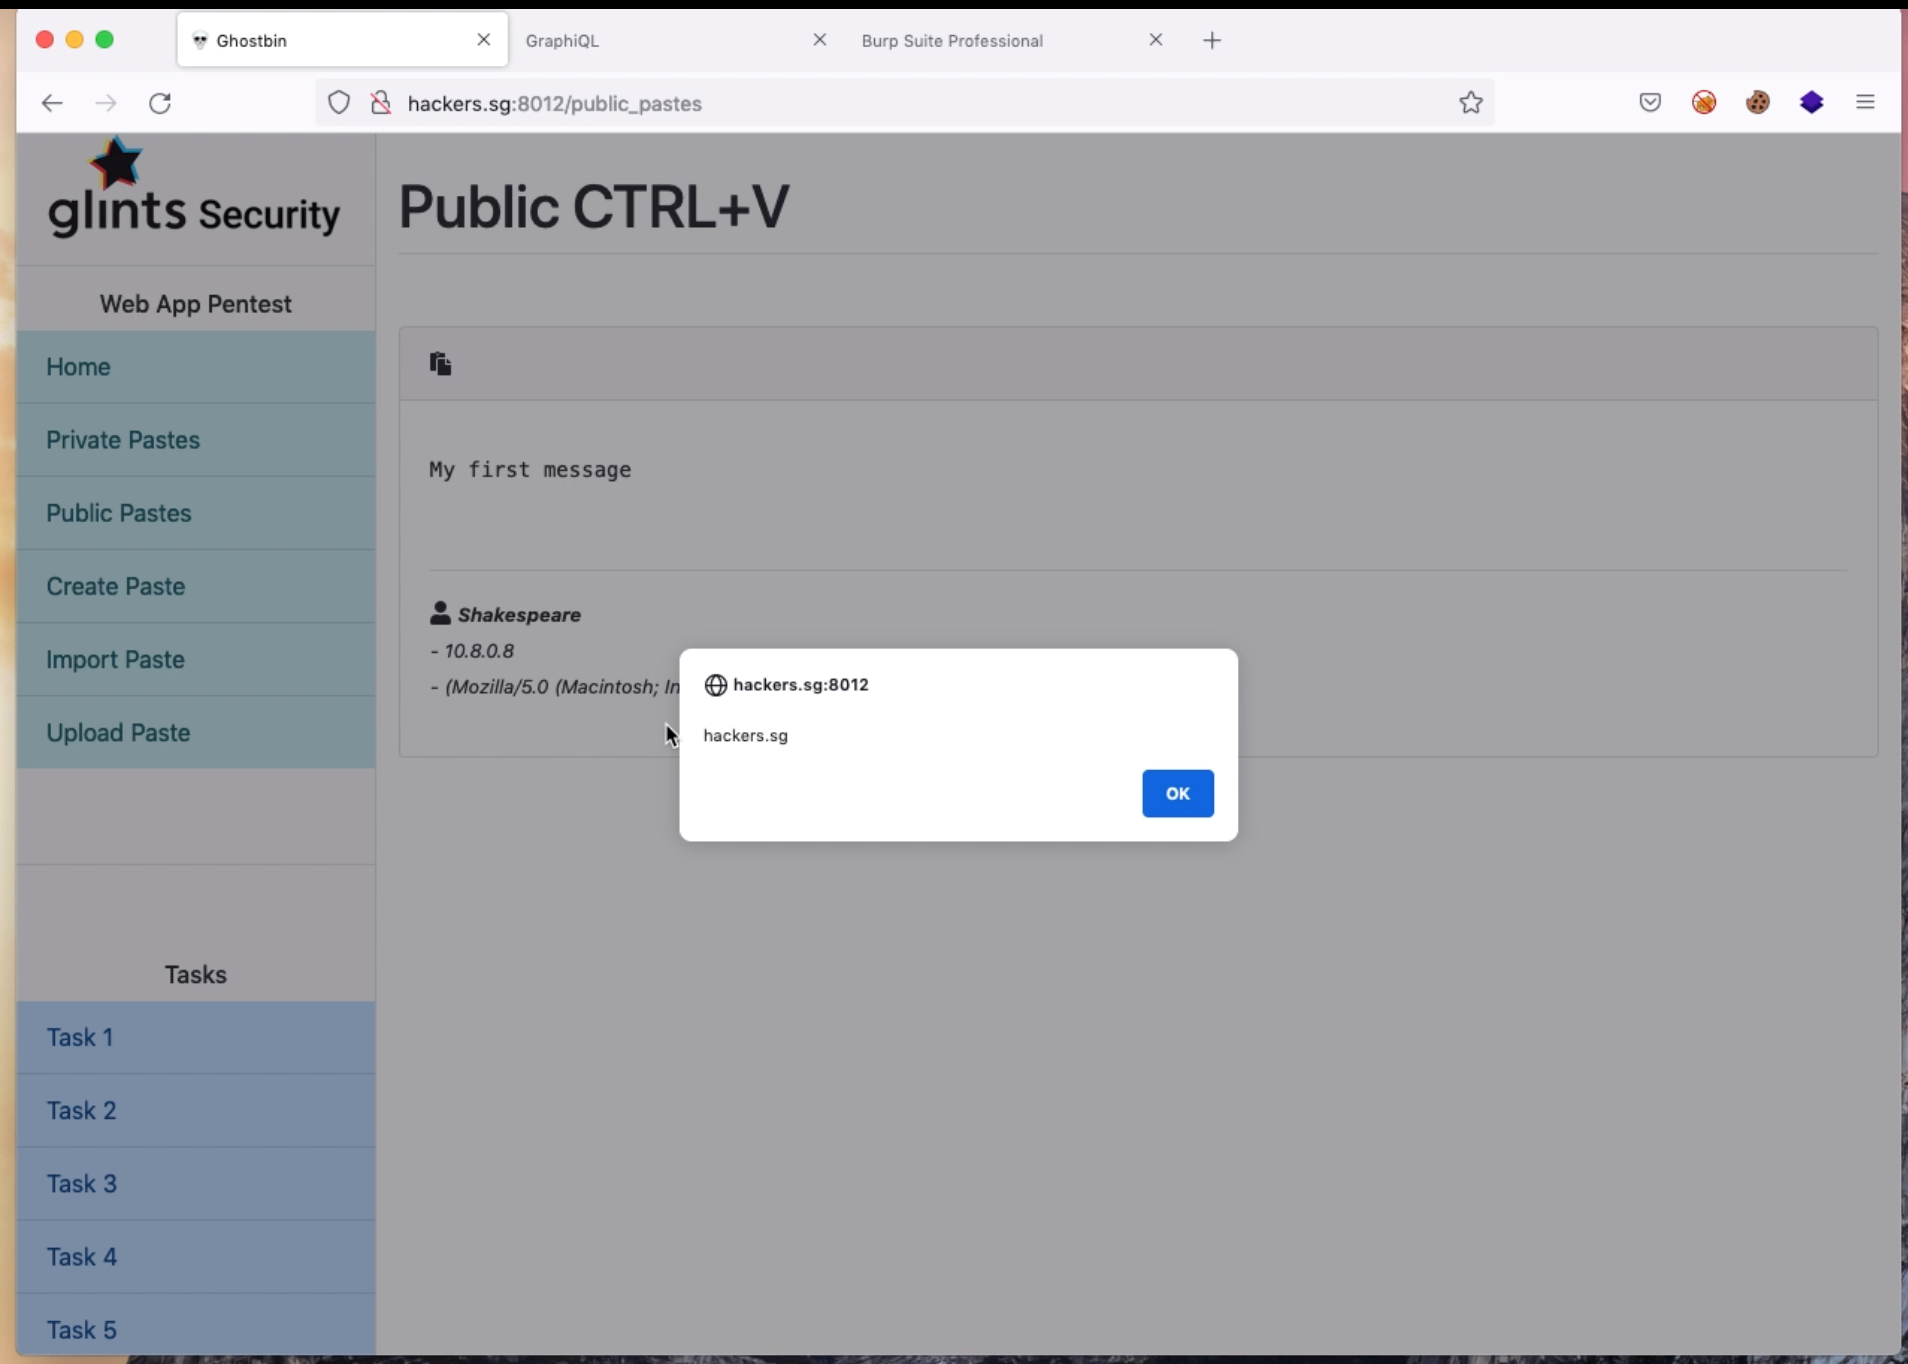 Ghostbin
GraphiQL
Burp Suite Professional
hackers.sg:8012/public_pastes
glints Security
Web App Pentest
Home
Private Pastes
Public Pastes
Create Paste
Import Paste
Upload Paste
Tasks
Task 1
Task 2
Task 3
Task 4
Task 5
Public CTRL+V
My first message
Shakespeare
- 10.8.0.8
- (Mozilla/5.0 (Macintosh; In
hackers.sg:8012
hackers.sg
OK